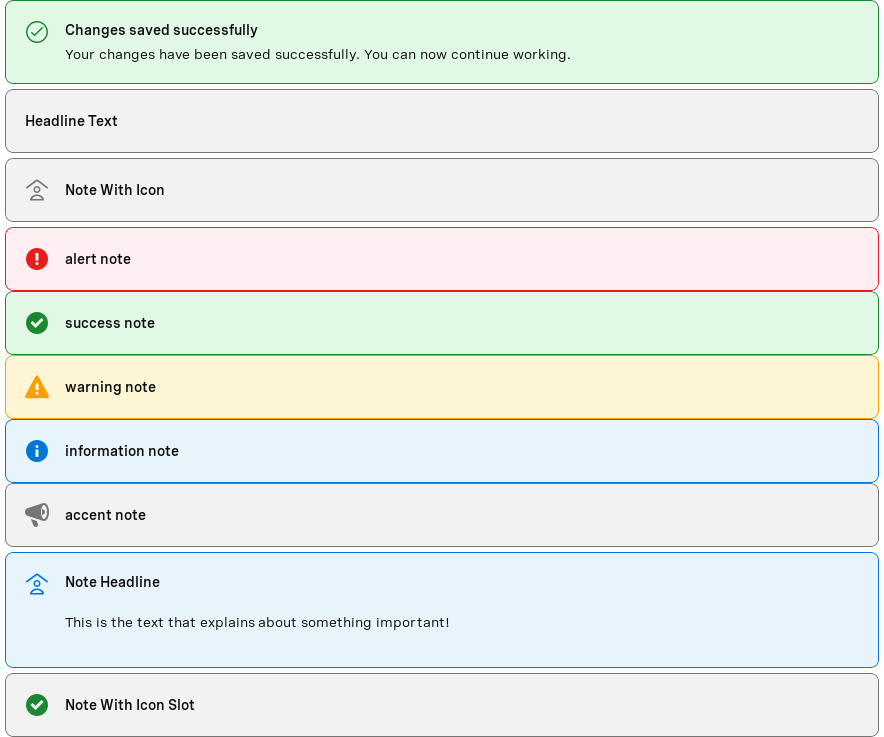 Changes saved successfully
Your changes have been saved successfully. You can now continue working.
Headline Text
Note With Icon
alert note
success note
warning note
information note
accent note
Note Headline
This is the text that explains about something important!
Note With Icon Slot